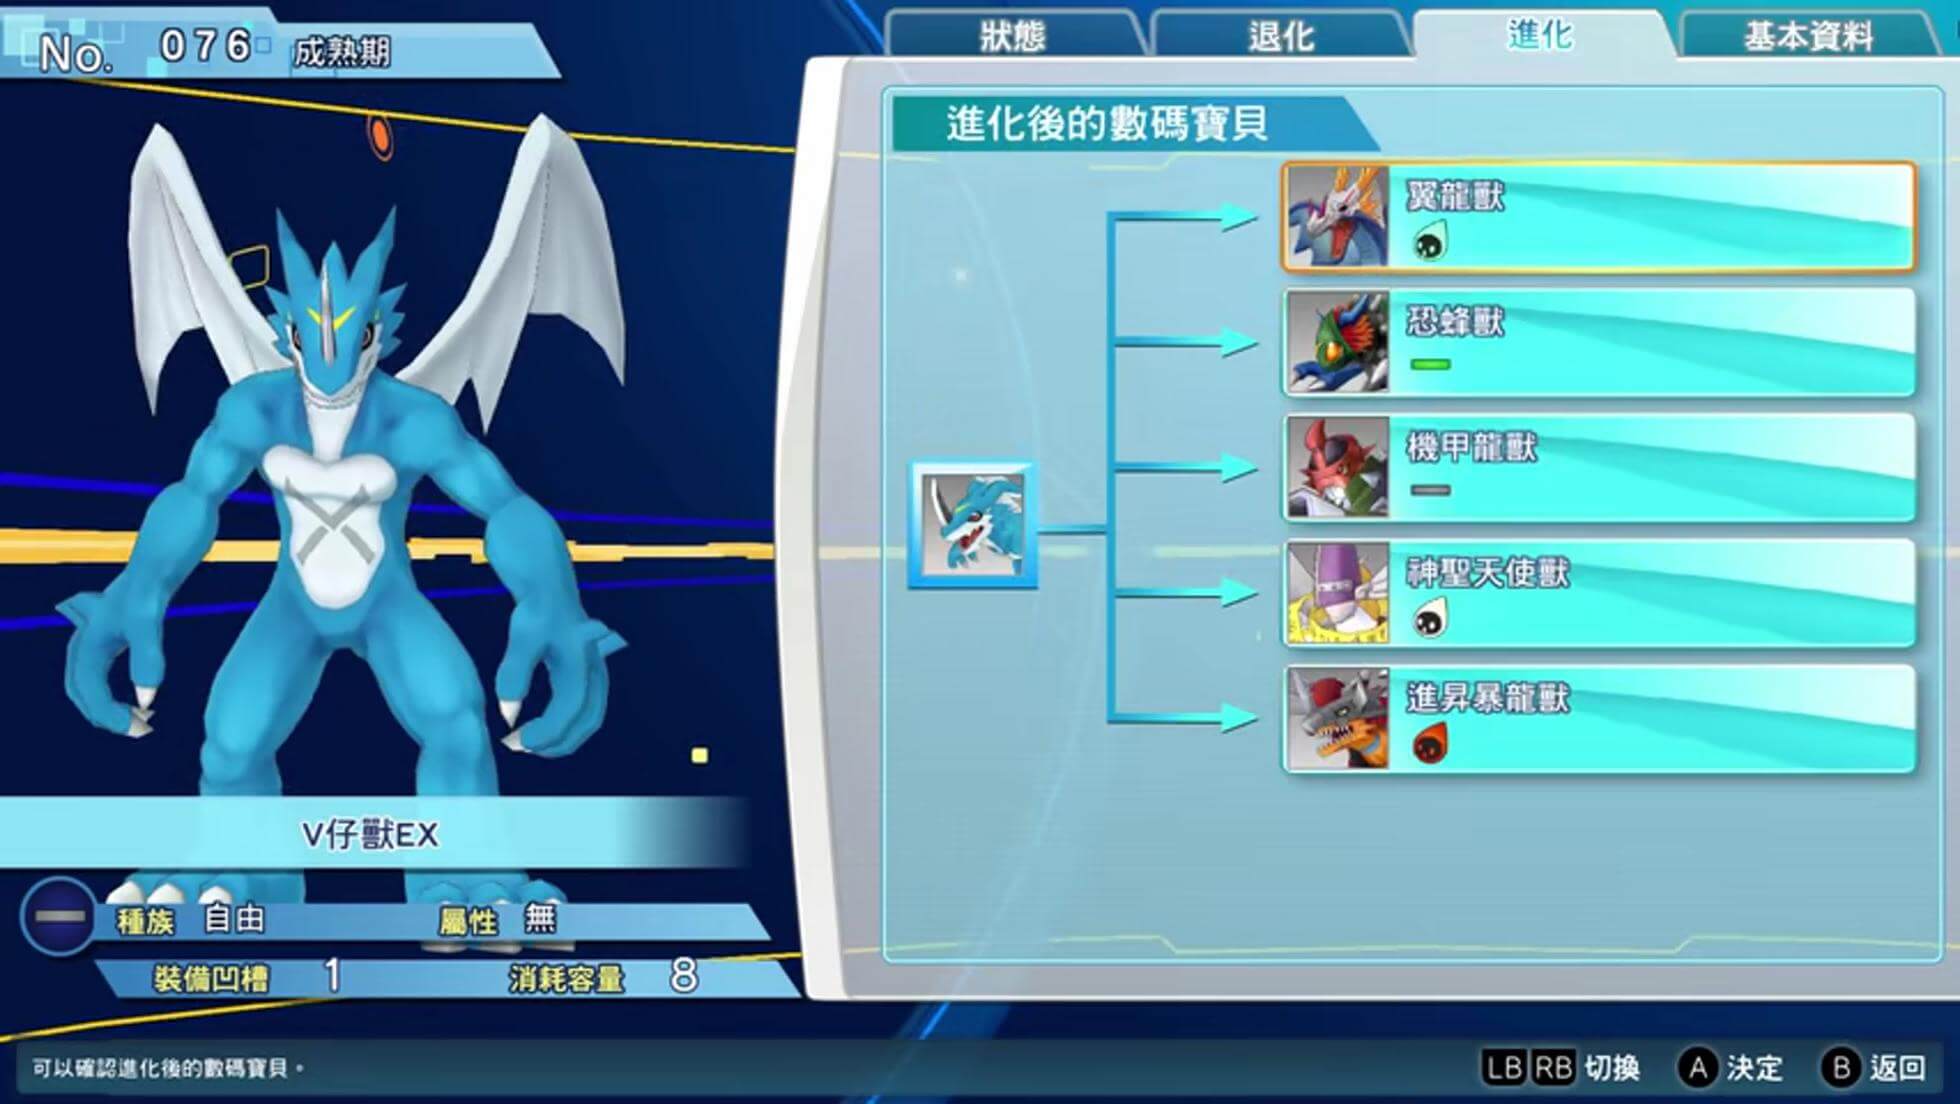 No. 076 成熟期
狀態 退化 進化 基本資料
進化後的數碼寶貝
翼龍獸
恐蜂獸
機甲龍獸
神聖天使獸
進昇暴龍獸
V仔獸EX
種族 自由 屬性 無
裝備凹槽 1 消耗容量 8
可以確認進化後的數碼寶貝。
LB RB 切換 A 決定 B 返回